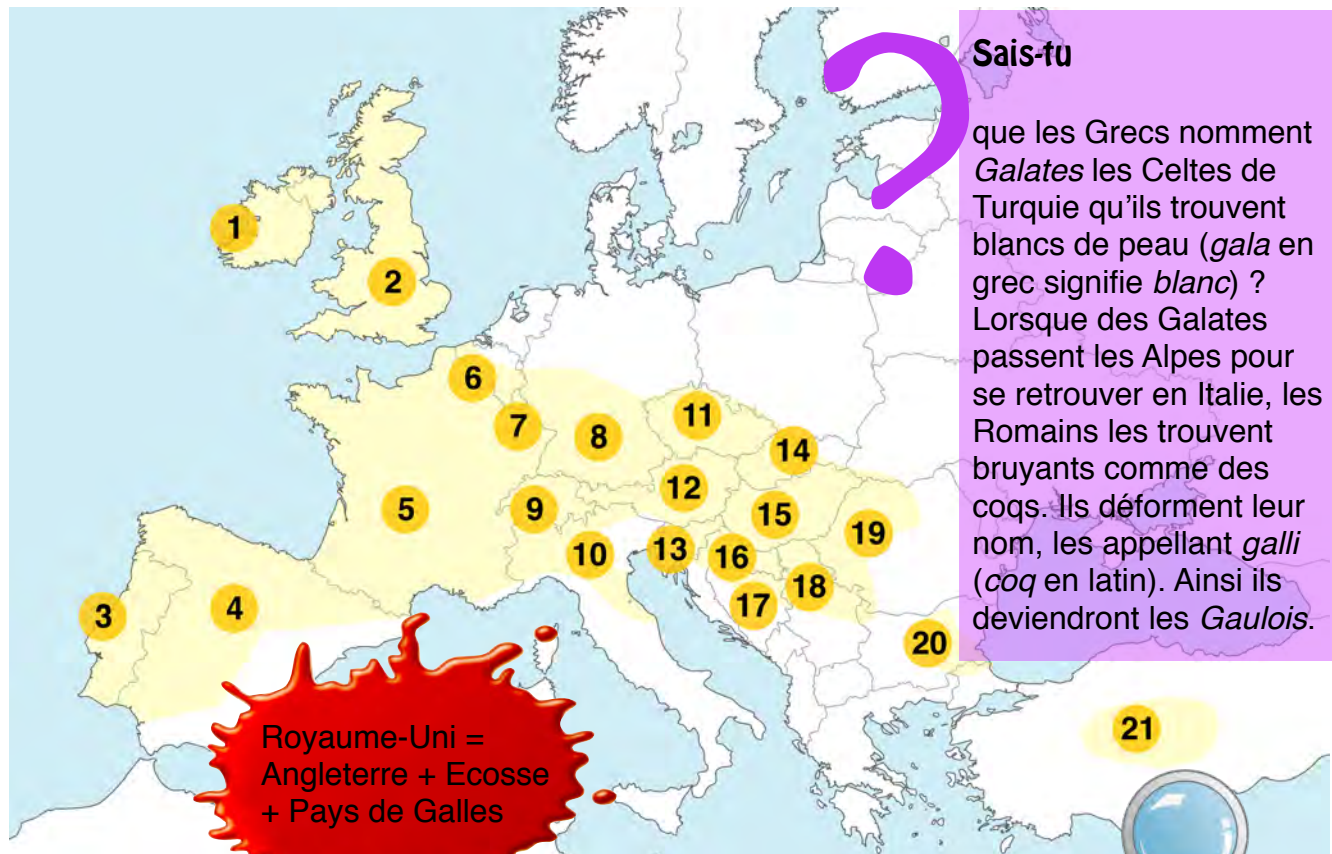 Sais-tu
que les Grecs nomment
Galates les Celtes de
Turquie qu'ils trouvent
blancs de peau (gala en
grec signifie blanc) ?
Lorsque des Galates
passent les Alpes pour
se retrouver en Italie, les
Romains les trouvent
bruyants comme des
coqs. Ils déforment leur
nom, les appellant galli
(coq en latin). Ainsi ils
deviendront les Gaulois.
?
1
2
3
4
5
6
7
8
9
10
11
12
13
14
15
16
17
18
19
20
21
Royaume-Uni =
Angleterre + Ecosse
+ Pays de Galles